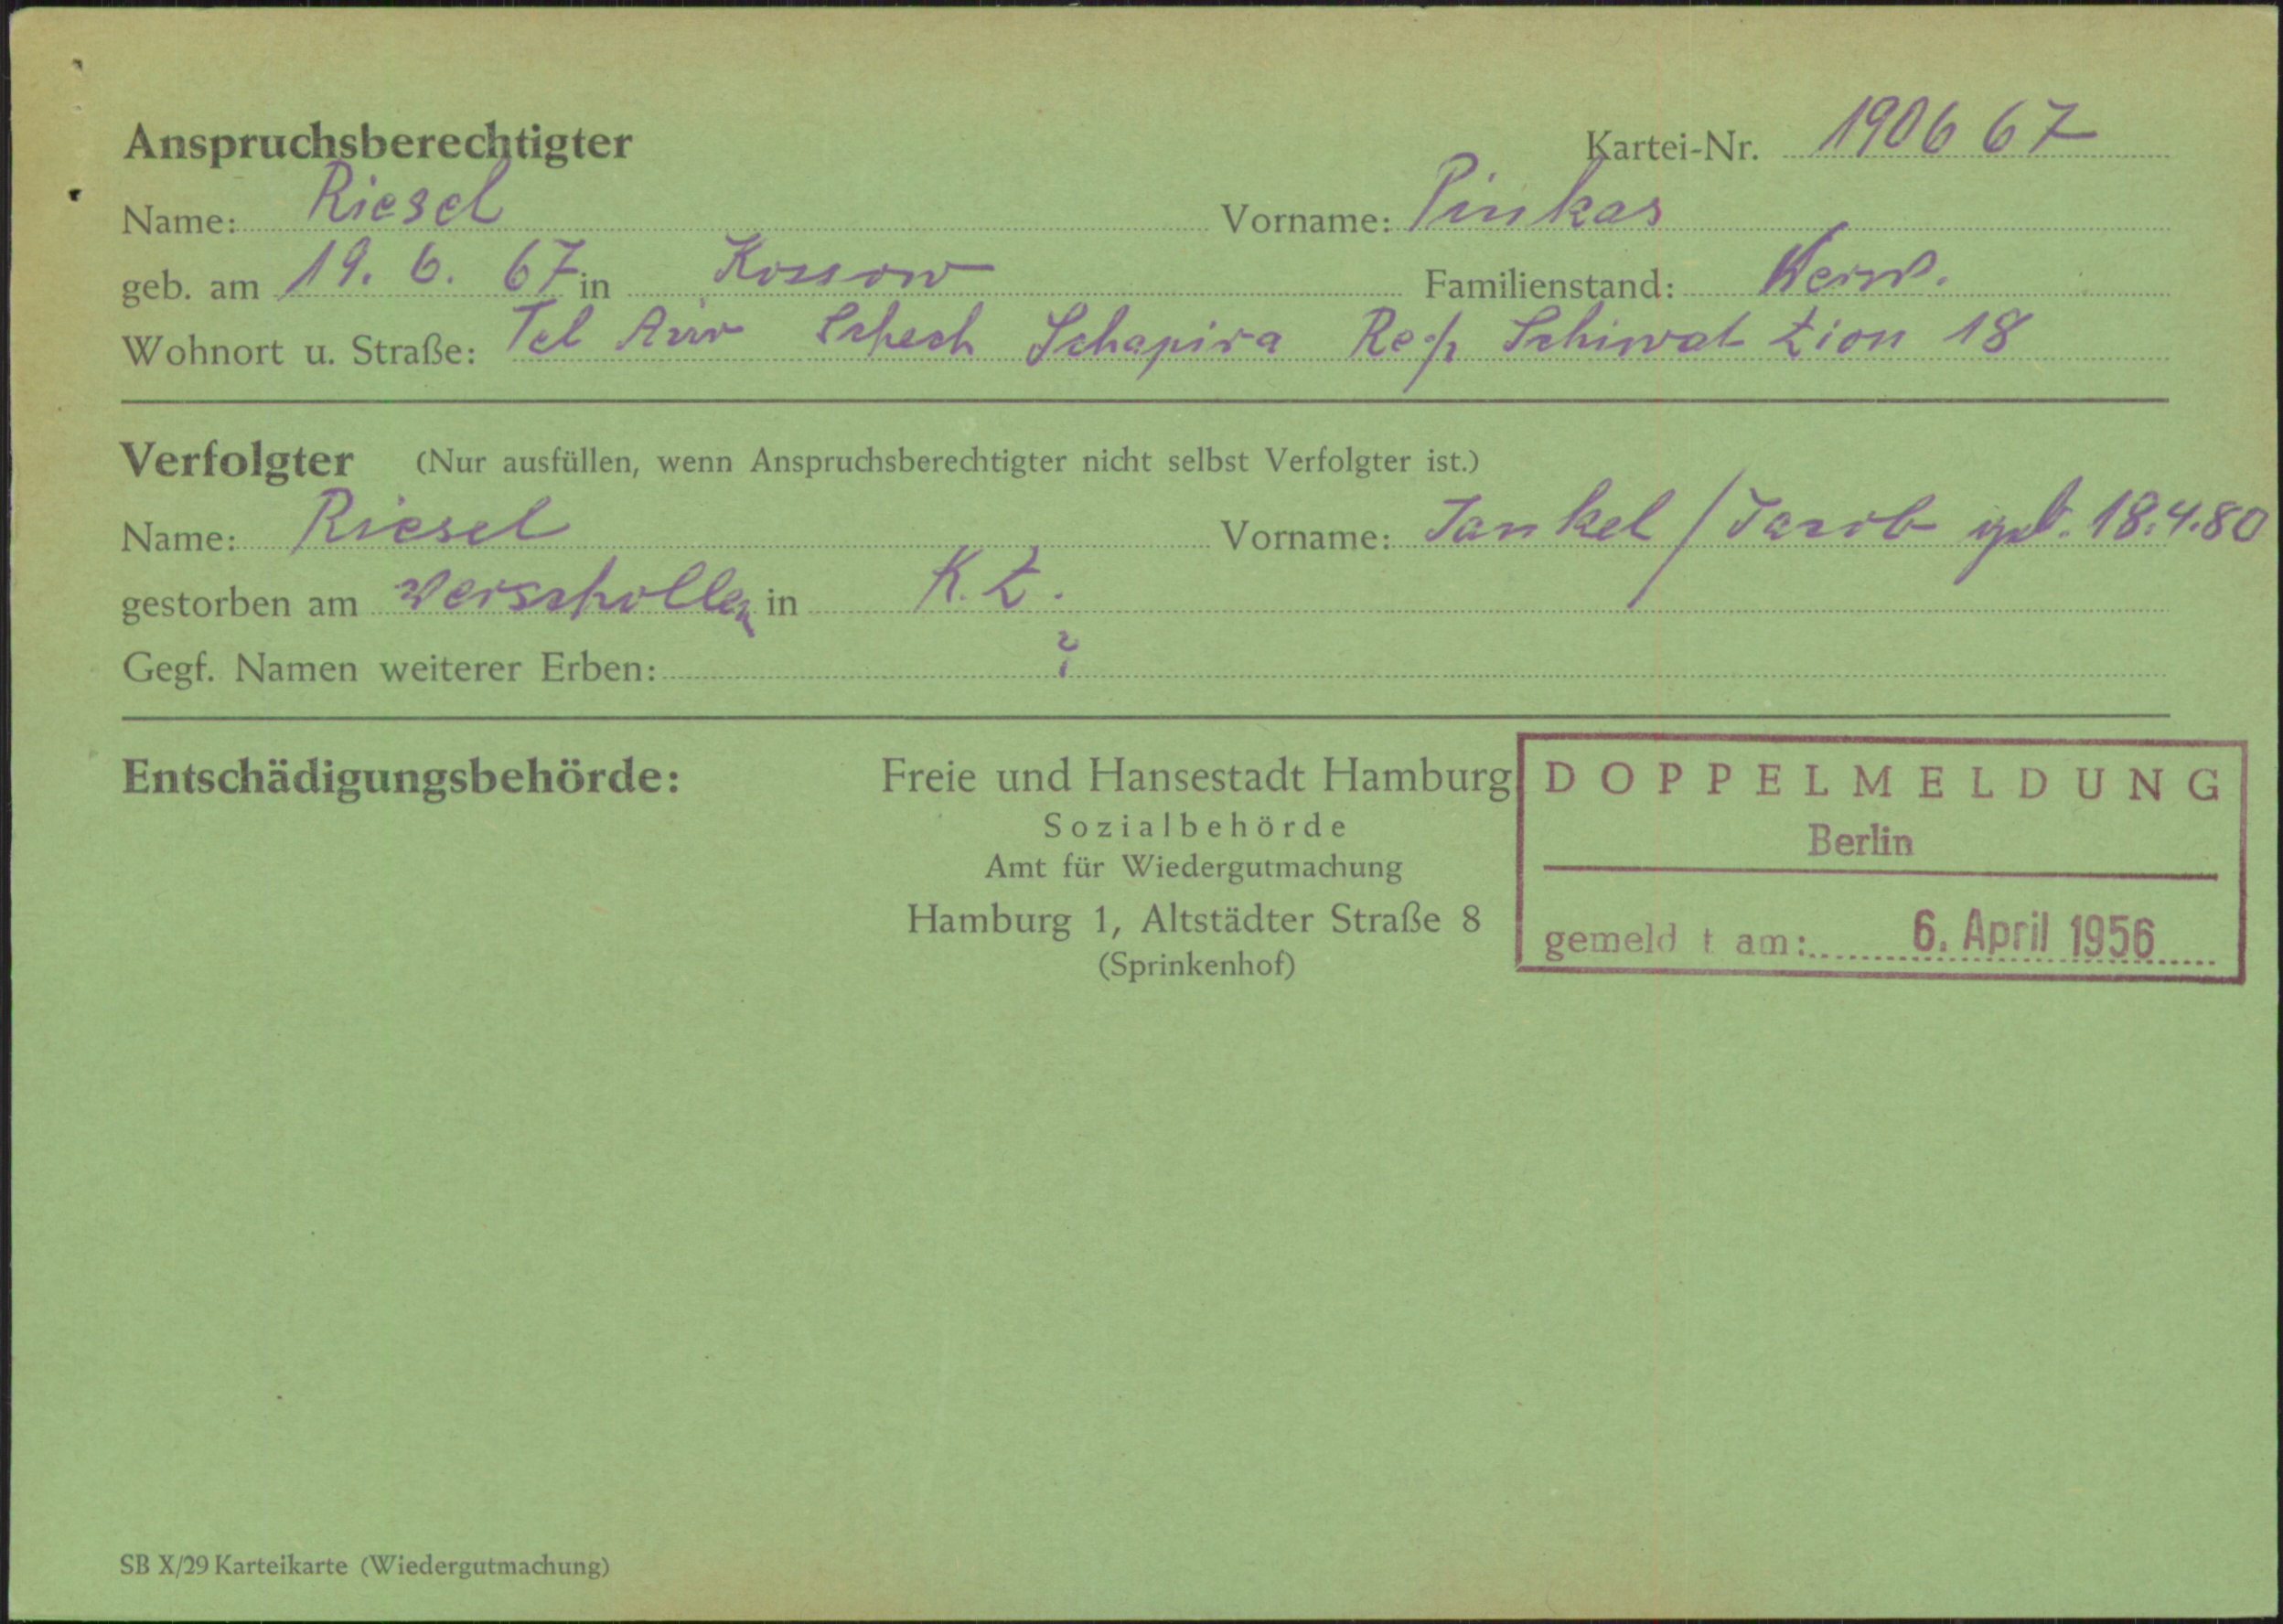 Anspruchsberechtigter Kartei-Nr. 190667
Name: Riesel Vorname: Pinkas
geb. am 19. 6. 67 in Kossow Familienstand: Verw.
Wohnort u. Straße: Tel Aviv Schech Schapira Reh Schiwat Zion 18
Verfolgter (Nur ausfüllen, wenn Anspruchsberechtigter nicht selbst Verfolgter ist.)
Name: Riesel Vorname: Jankel / Jacob geb. 18.4.80
gestorben am verschollen in K.Z.
Gegf. Namen weiterer Erben: ?
Entschädigungsbehörde: Freie und Hansestadt Hamburg
Sozialbehörde
Amt für Wiedergutmachung
Hamburg 1, Altstädter Straße 8
(Sprinkenhof)
DOPPELMELDUNG
Berlin
gemeld t am: 6. April 1956
SB X/29 Karteikarte (Wiedergutmachung)